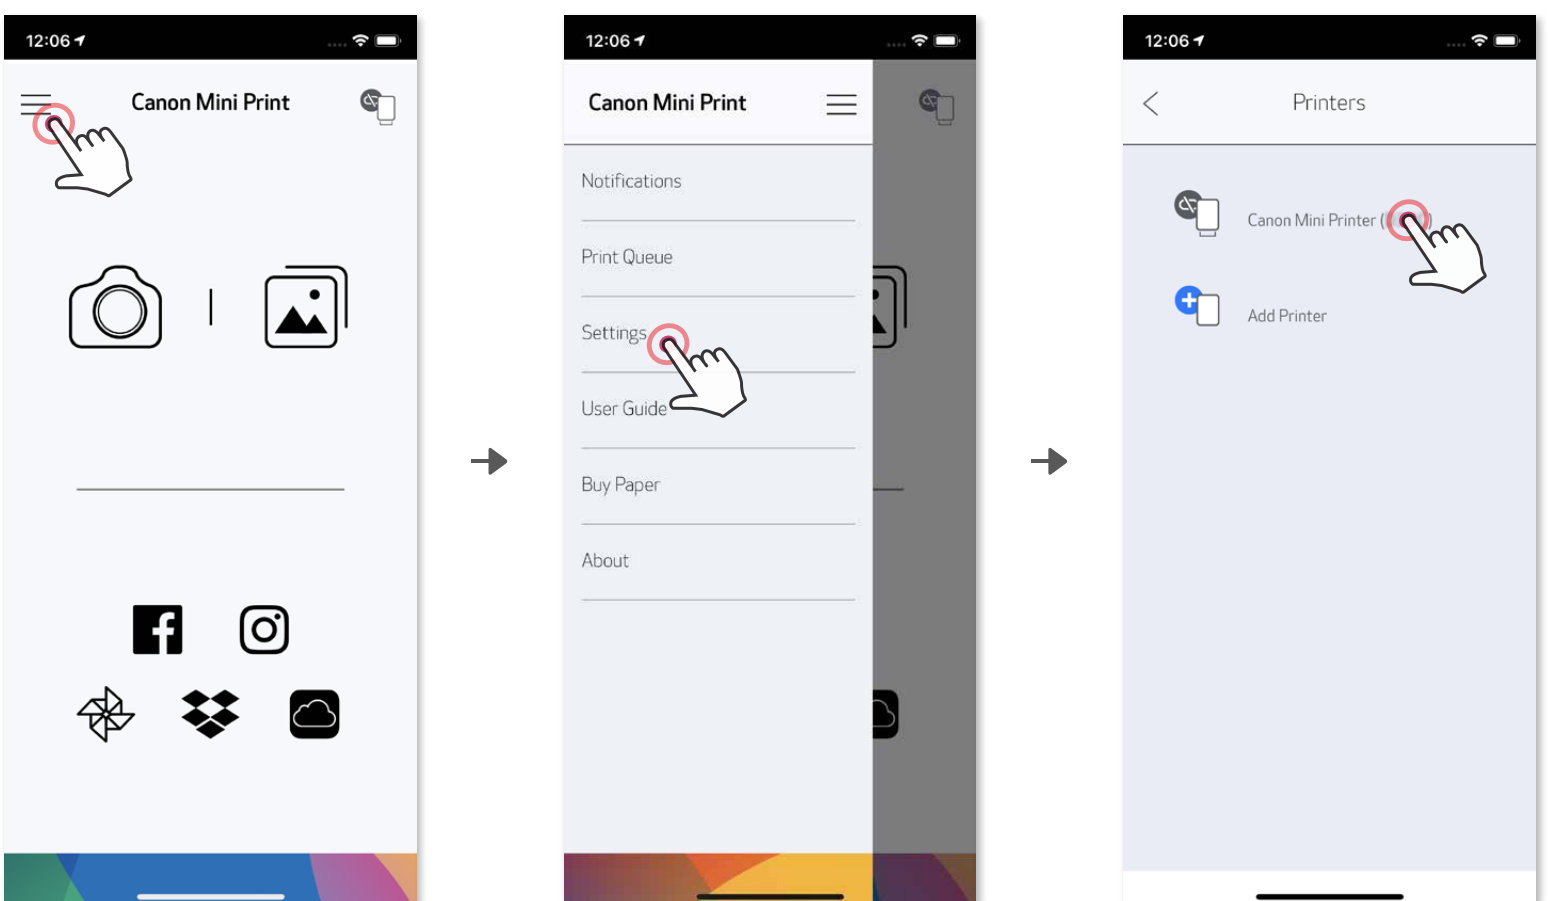 12:06
Canon Mini Print
12:06
Canon Mini Print
Notifications
Print Queue
Settings
User Guide
Buy Paper
About
12:06
Printers
Canon Mini Printer ( )
Add Printer